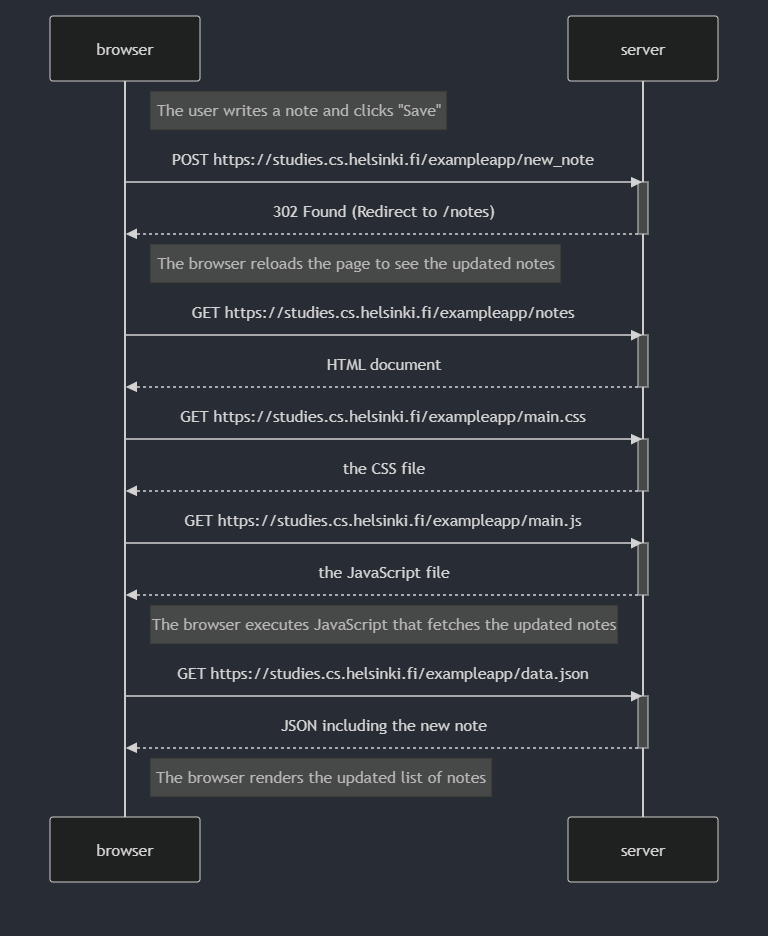 browser
server
The user writes a note and clicks "Save"
POST https://studies.cs.helsinki.fi/exampleapp/new_note
302 Found (Redirect to /notes)
The browser reloads the page to see the updated notes
GET https://studies.cs.helsinki.fi/exampleapp/notes
HTML document
GET https://studies.cs.helsinki.fi/exampleapp/main.css
the CSS file
GET https://studies.cs.helsinki.fi/exampleapp/main.js
the JavaScript file
The browser executes JavaScript that fetches the updated notes
GET https://studies.cs.helsinki.fi/exampleapp/data.json
JSON including the new note
The browser renders the updated list of notes
browser
server